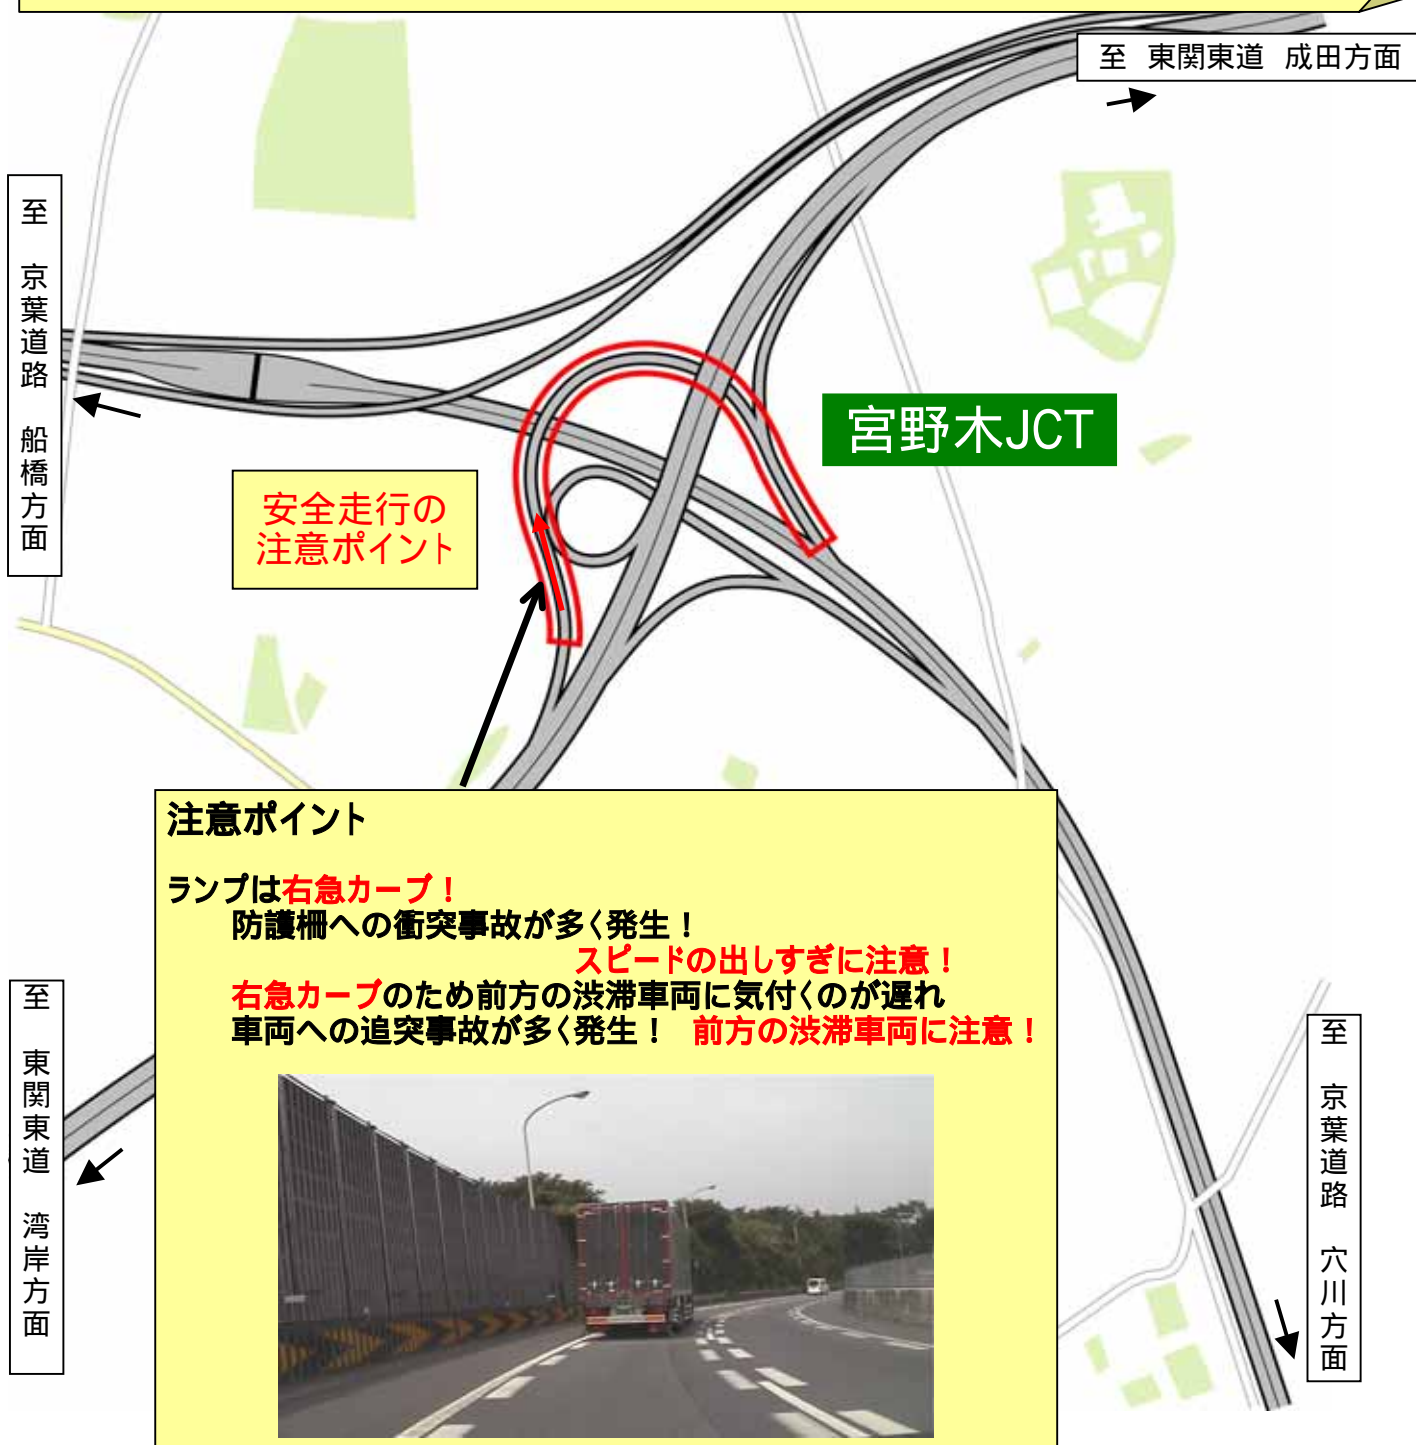 至 東関東道 成田方面
至 京葉道路 船橋方面
宮野木JCT
安全走行の
注意ポイント
注意ポイント
ランプは右急カーブ！
防護柵への衝突事故が多く発生！
スピードの出しすぎに注意！
右急カーブのため前方の渋滞車両に気付くのが遅れ
車両への追突事故が多く発生！ 前方の渋滞車両に注意！
至 東関東道 湾岸方面
至 京葉道路 穴川方面